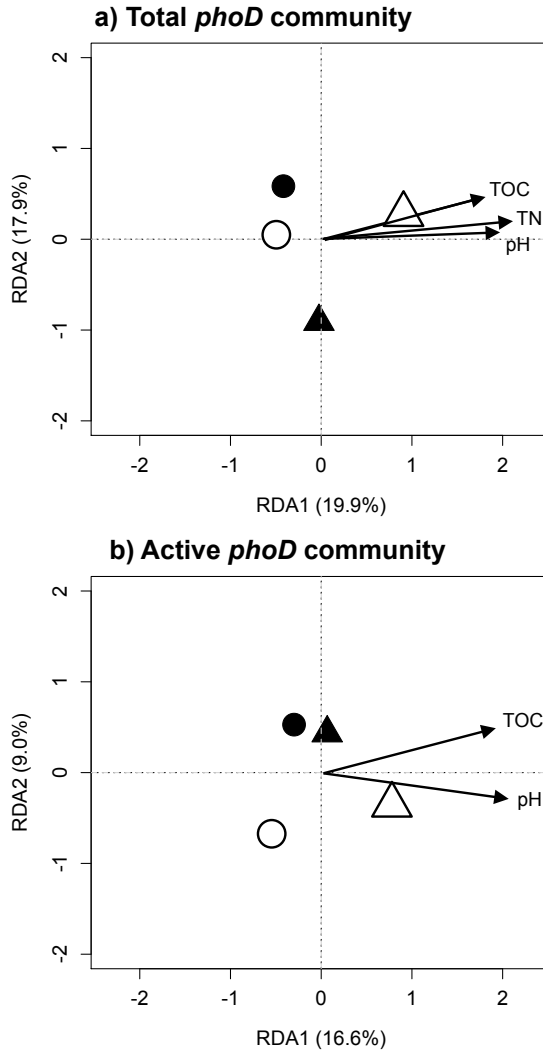 a) Total phoD community
2
1
0
-1
-2
RDA2 (17.9%)
TOC
TN
pH
-2 -1 0 1 2
RDA1 (19.9%)
b) Active phoD community
2
1
0
-1
-2
RDA2 (9.0%)
TOC
pH
-2 -1 0 1 2
RDA1 (16.6%)